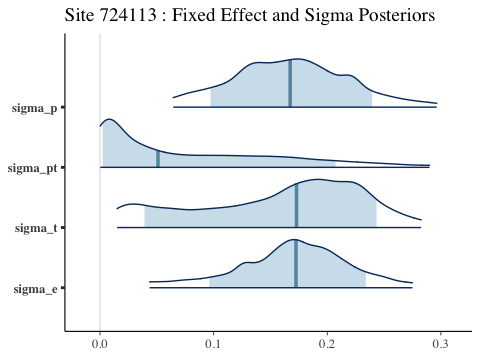 Site 724113 : Fixed Effect and Sigma Posteriors
sigma_p
sigma_pt
sigma_t
sigma_e
0.0 0.1 0.2 0.3